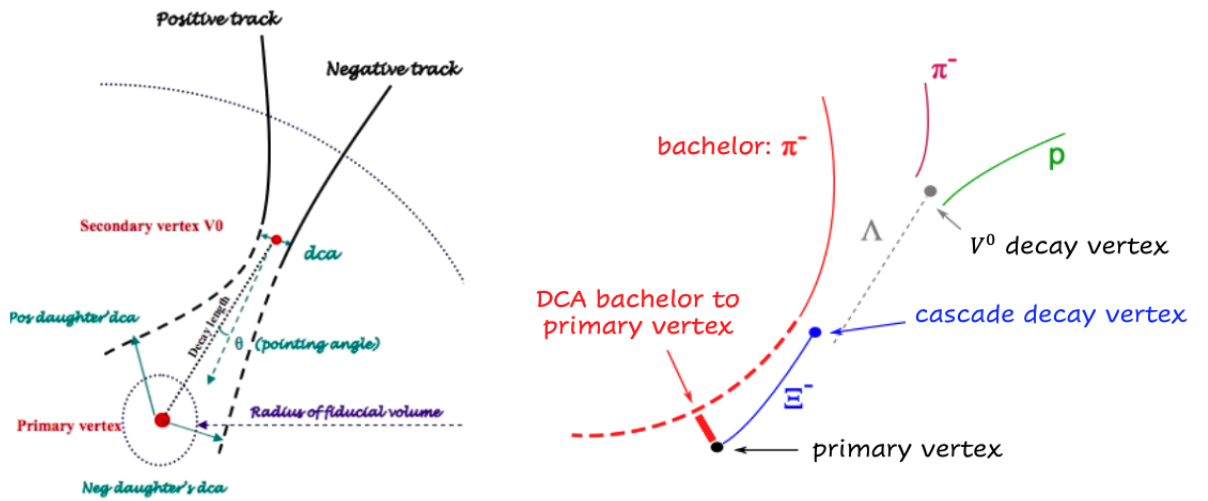 Positive track
Negative track
Secondary vertex V0
dca
Pos daughter'dca
Decay length
θ (pointing angle)
Radius of fiducial volume
Primary vertex
Neg daughter's dca
π⁻
bachelor: π⁻
p
Λ
V⁰ decay vertex
DCA bachelor to
primary vertex
cascade decay vertex
Ξ⁻
primary vertex